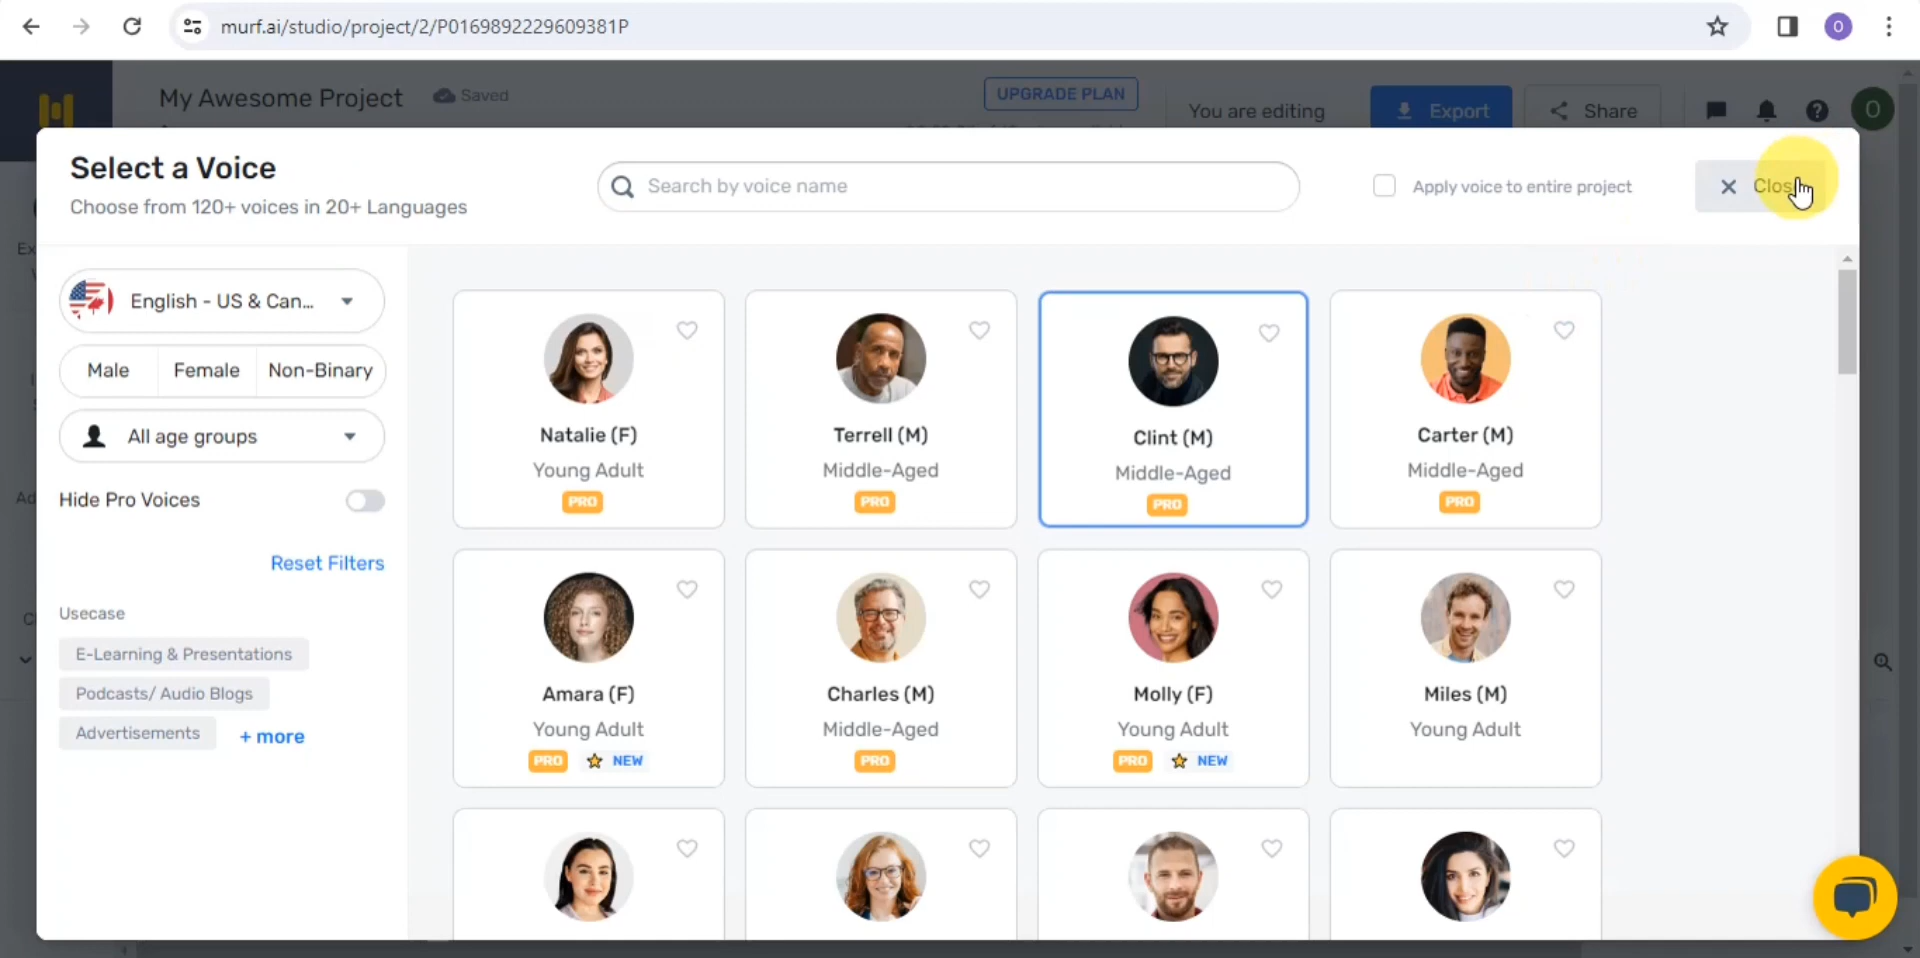 murf.ai/studio/project/2/P01698922296093​81P
My Awesome Project
Saved
UPGRADE PLAN
You are editing
Export
Share
O
O
Select a Voice
Choose from 120+ voices in 20+ Languages
Search by voice name
Apply voice to entire project
Clos
English - US & Can...
Male
Female
Non-Binary
All age groups
Hide Pro Voices
Reset Filters
Usecase
E-Learning & Presentations
Podcasts/ Audio Blogs
Advertisements
+ more
Natalie (F)
Young Adult
PRO
Terrell (M)
Middle-Aged
PRO
Clint (M)
Middle-Aged
PRO
Carter (M)
Middle-Aged
PRO
Amara (F)
Young Adult
PRO
NEW
Charles (M)
Middle-Aged
PRO
Molly (F)
Young Adult
PRO
NEW
Miles (M)
Young Adult